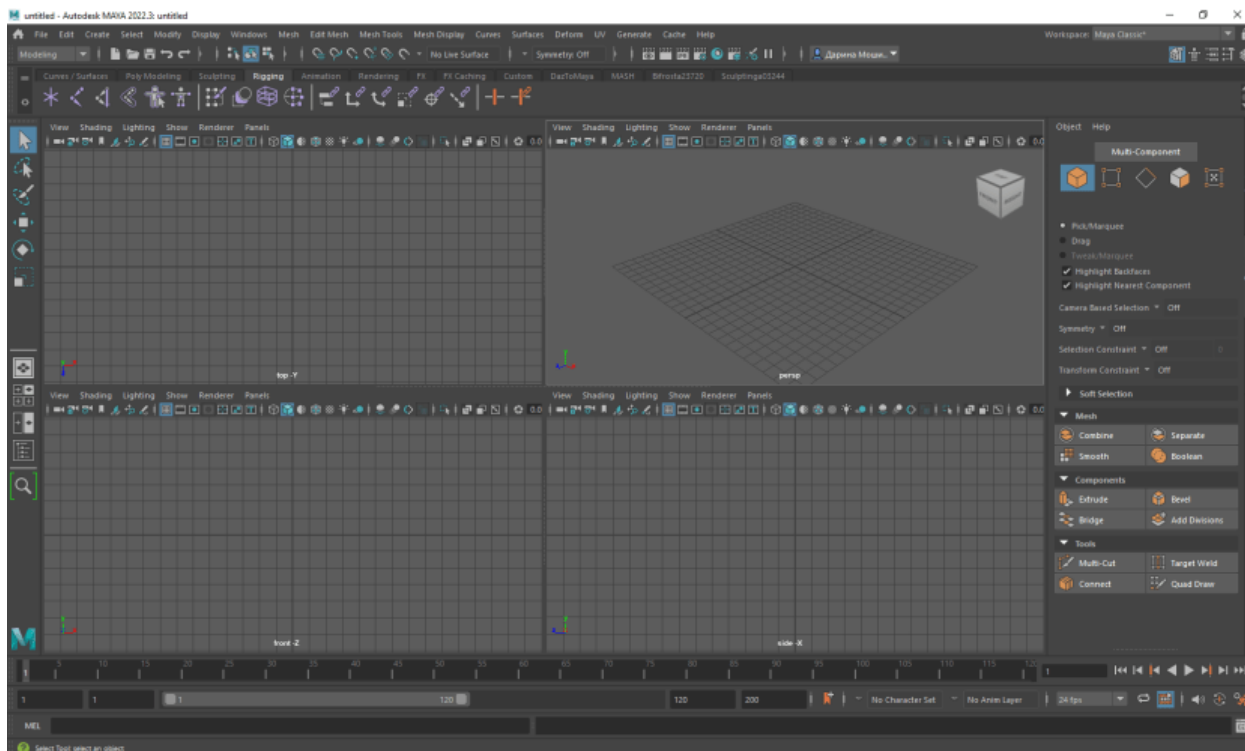 untitled - Autodesk MAYA 2022.3: untitled
File Edit Create Select Modify Display Windows Mesh Edit Mesh Mesh Tools Mesh Display Curves Surfaces Deform UV Generate Cache Help
Workspace: Maya Classic*
Modeling No Live Surface Symmetry: Off
Curves / Surfaces Poly Modeling Sculpting Rigging Animation Rendering FX FX Caching Custom DazToMaya MASH
View Shading Lighting Show Renderer Panels
0.0
top -Y
View Shading Lighting Show Renderer Panels
persp
View Shading Lighting Show Renderer Panels
0.0
front -Z
View Shading Lighting Show Renderer Panels
side -X
Object Help
Multi-Component
Pick/Marquee
Drag
Tweak/Marquee
Highlight Backfaces
Highlight Nearest Component
Camera Based Selection Off
Symmetry Off
Selection Constraint Off 0
Transform Constraint Off
Soft Selection
Mesh
Combine Separate
Smooth Boolean
Components
Extrude Bevel
Bridge Add Divisions
Tools
Multi-Cut Target Weld
Connect Quad Draw
1 5 10 15 20 25 30 35 40 45 50 55 60 65 70 75 80 85 90 95 100 105 110 115 120 1
1 1 1 120 120 200 No Character Set No Anim Layer 24 fps
MEL
Select Tool: select an object